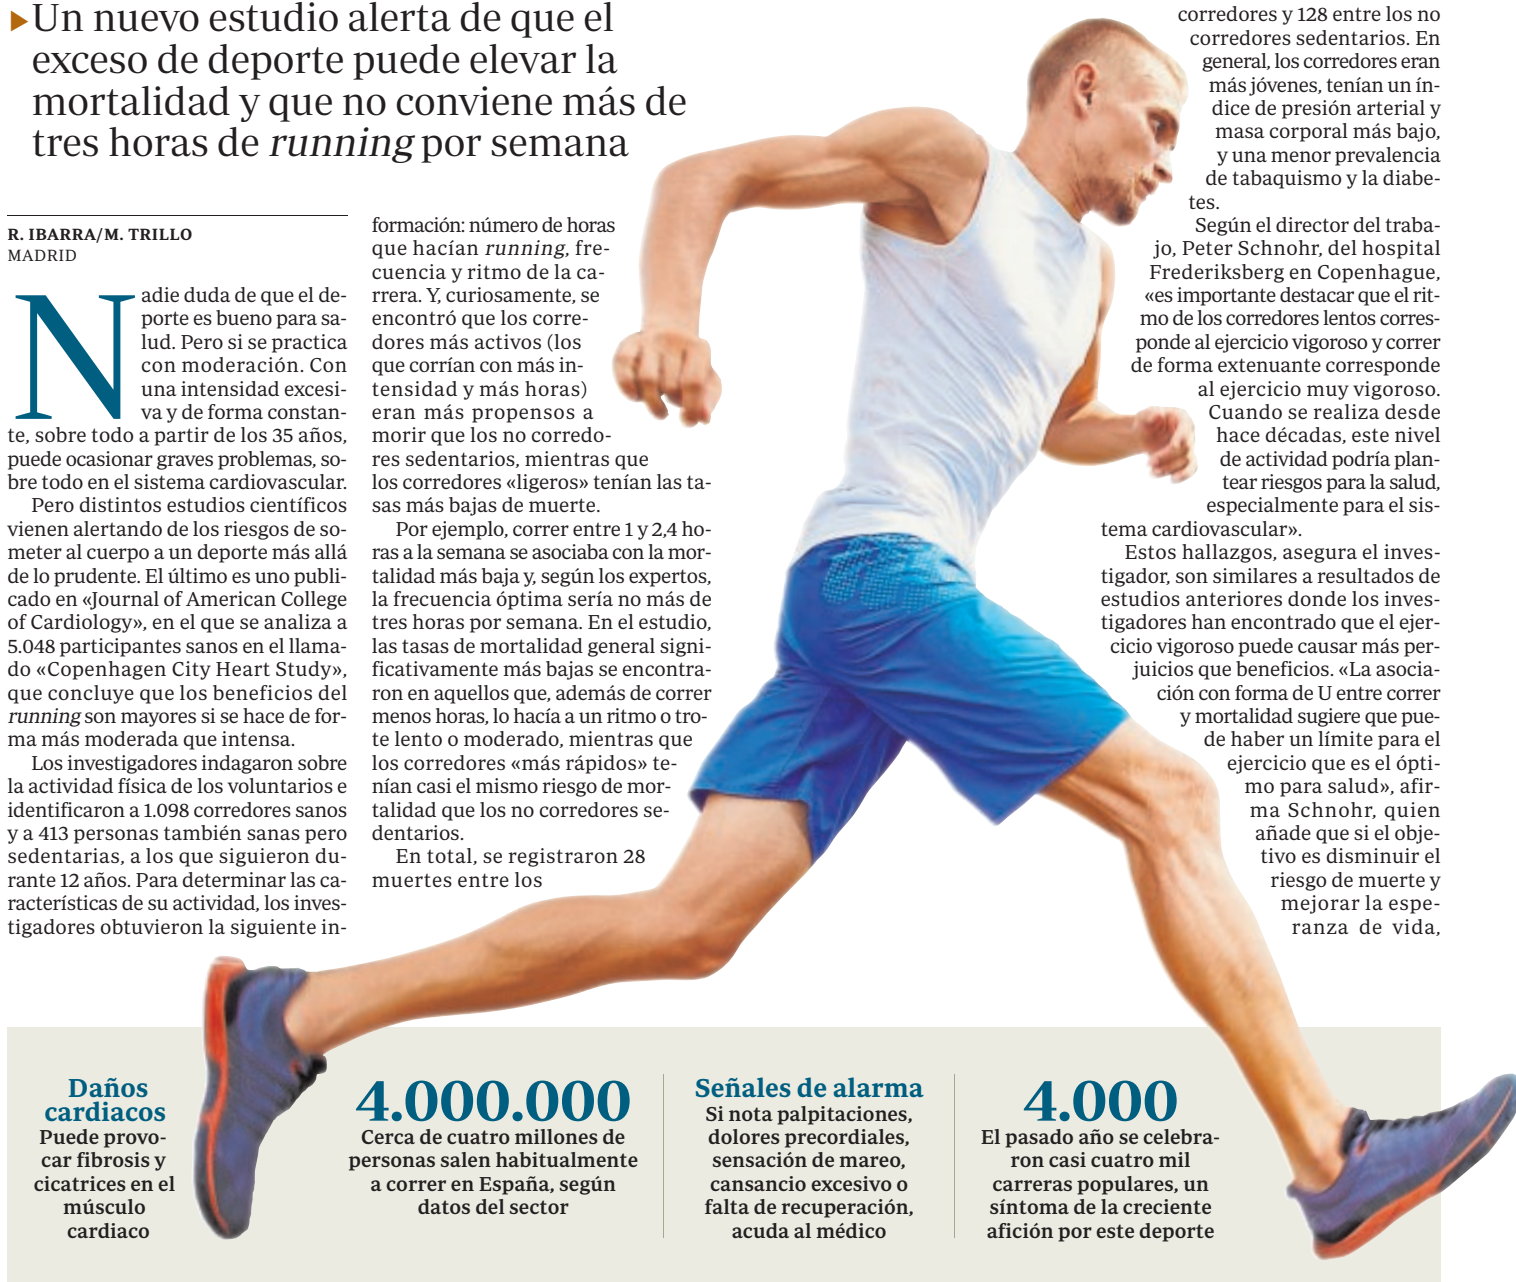 Un nuevo estudio alerta de que el
exceso de deporte puede elevar la
mortalidad y que no conviene más de
tres horas de running por semana
R. IBARRA/M. TRILLO
MADRID
Nadie duda de que el de-
porte es bueno para sa-
lud. Pero si se practica
con moderación. Con
una intensidad excesi-
va y de forma constan-
te, sobre todo a partir de los 35 años,
puede ocasionar graves problemas, so-
bre todo en el sistema cardiovascular.
Pero distintos estudios científicos
vienen alertando de los riesgos de so-
meter al cuerpo a un deporte más allá
de lo prudente. El último es uno publi-
cado en «Journal of American College
of Cardiology», en el que se analiza a
5.048 participantes sanos en el llama-
do «Copenhagen City Heart Study»,
que concluye que los beneficios del
running son mayores si se hace de for-
ma más moderada que intensa.
Los investigadores indagaron sobre
la actividad física de los voluntarios e
identificaron a 1.098 corredores sanos
y a 413 personas también sanas pero
sedentarias, a los que siguieron du-
rante 12 años. Para determinar las ca-
racterísticas de su actividad, los inves-
tigadores obtuvieron la siguiente in-
formación: número de horas
que hacían running, fre-
cuencia y ritmo de la ca-
rrera. Y, curiosamente, se
encontró que los corre-
dores más activos (los
que corrían con más in-
tensidad y más horas)
eran más propensos a
morir que los no corredo-
res sedentarios, mientras que
los corredores «ligeros» tenían las ta-
sas más bajas de muerte.
Por ejemplo, correr entre 1 y 2,4 ho-
ras a la semana se asociaba con la mor-
talidad más baja y, según los expertos,
la frecuencia óptima sería no más de
tres horas por semana. En el estudio,
las tasas de mortalidad general signi-
ficativamente más bajas se encontra-
ron en aquellos que, además de correr
menos horas, lo hacía a un ritmo o tro-
te lento o moderado, mientras que
los corredores «más rápidos» te-
nían casi el mismo riesgo de mor-
talidad que los no corredores se-
dentarios.
En total, se registraron 28
muertes entre los
corredores y 128 entre los no
corredores sedentarios. En
general, los corredores eran
más jóvenes, tenían un ín-
dice de presión arterial y
masa corporal más bajo,
y una menor prevalencia
de tabaquismo y la diabe-
tes.
Según el director del traba-
jo, Peter Schnohr, del hospital
Frederiksberg en Copenhague,
«es importante destacar que el rit-
mo de los corredores lentos corres-
ponde al ejercicio vigoroso y correr
de forma extenuante corresponde
al ejercicio muy vigoroso.
Cuando se realiza desde
hace décadas, este nivel
de actividad podría plan-
tear riesgos para la salud,
especialmente para el sis-
tema cardiovascular».
Estos hallazgos, asegura el inves-
tigador, son similares a resultados de
estudios anteriores donde los inves-
tigadores han encontrado que el ejer-
cicio vigoroso puede causar más per-
juicios que beneficios. «La asocia-
ción con forma de U entre correr
y mortalidad sugiere que pue-
de haber un límite para el
ejercicio que es el ópti-
mo para salud», afir-
ma Schnohr, quien
añade que si el obje-
tivo es disminuir el
riesgo de muerte y
mejorar la espe-
ranza de vida,
Daños
cardiacos
Puede provo-
car fibrosis y
cicatrices en el
músculo
cardiaco
4.000.000
Cerca de cuatro millones de
personas salen habitualmente
a correr en España, según
datos del sector
Señales de alarma
Si nota palpitaciones,
dolores precordiales,
sensación de mareo,
cansancio excesivo o
falta de recuperación,
acuda al médico
4.000
El pasado año se celebra-
ron casi cuatro mil
carreras populares, un
síntoma de la creciente
afición por este deporte